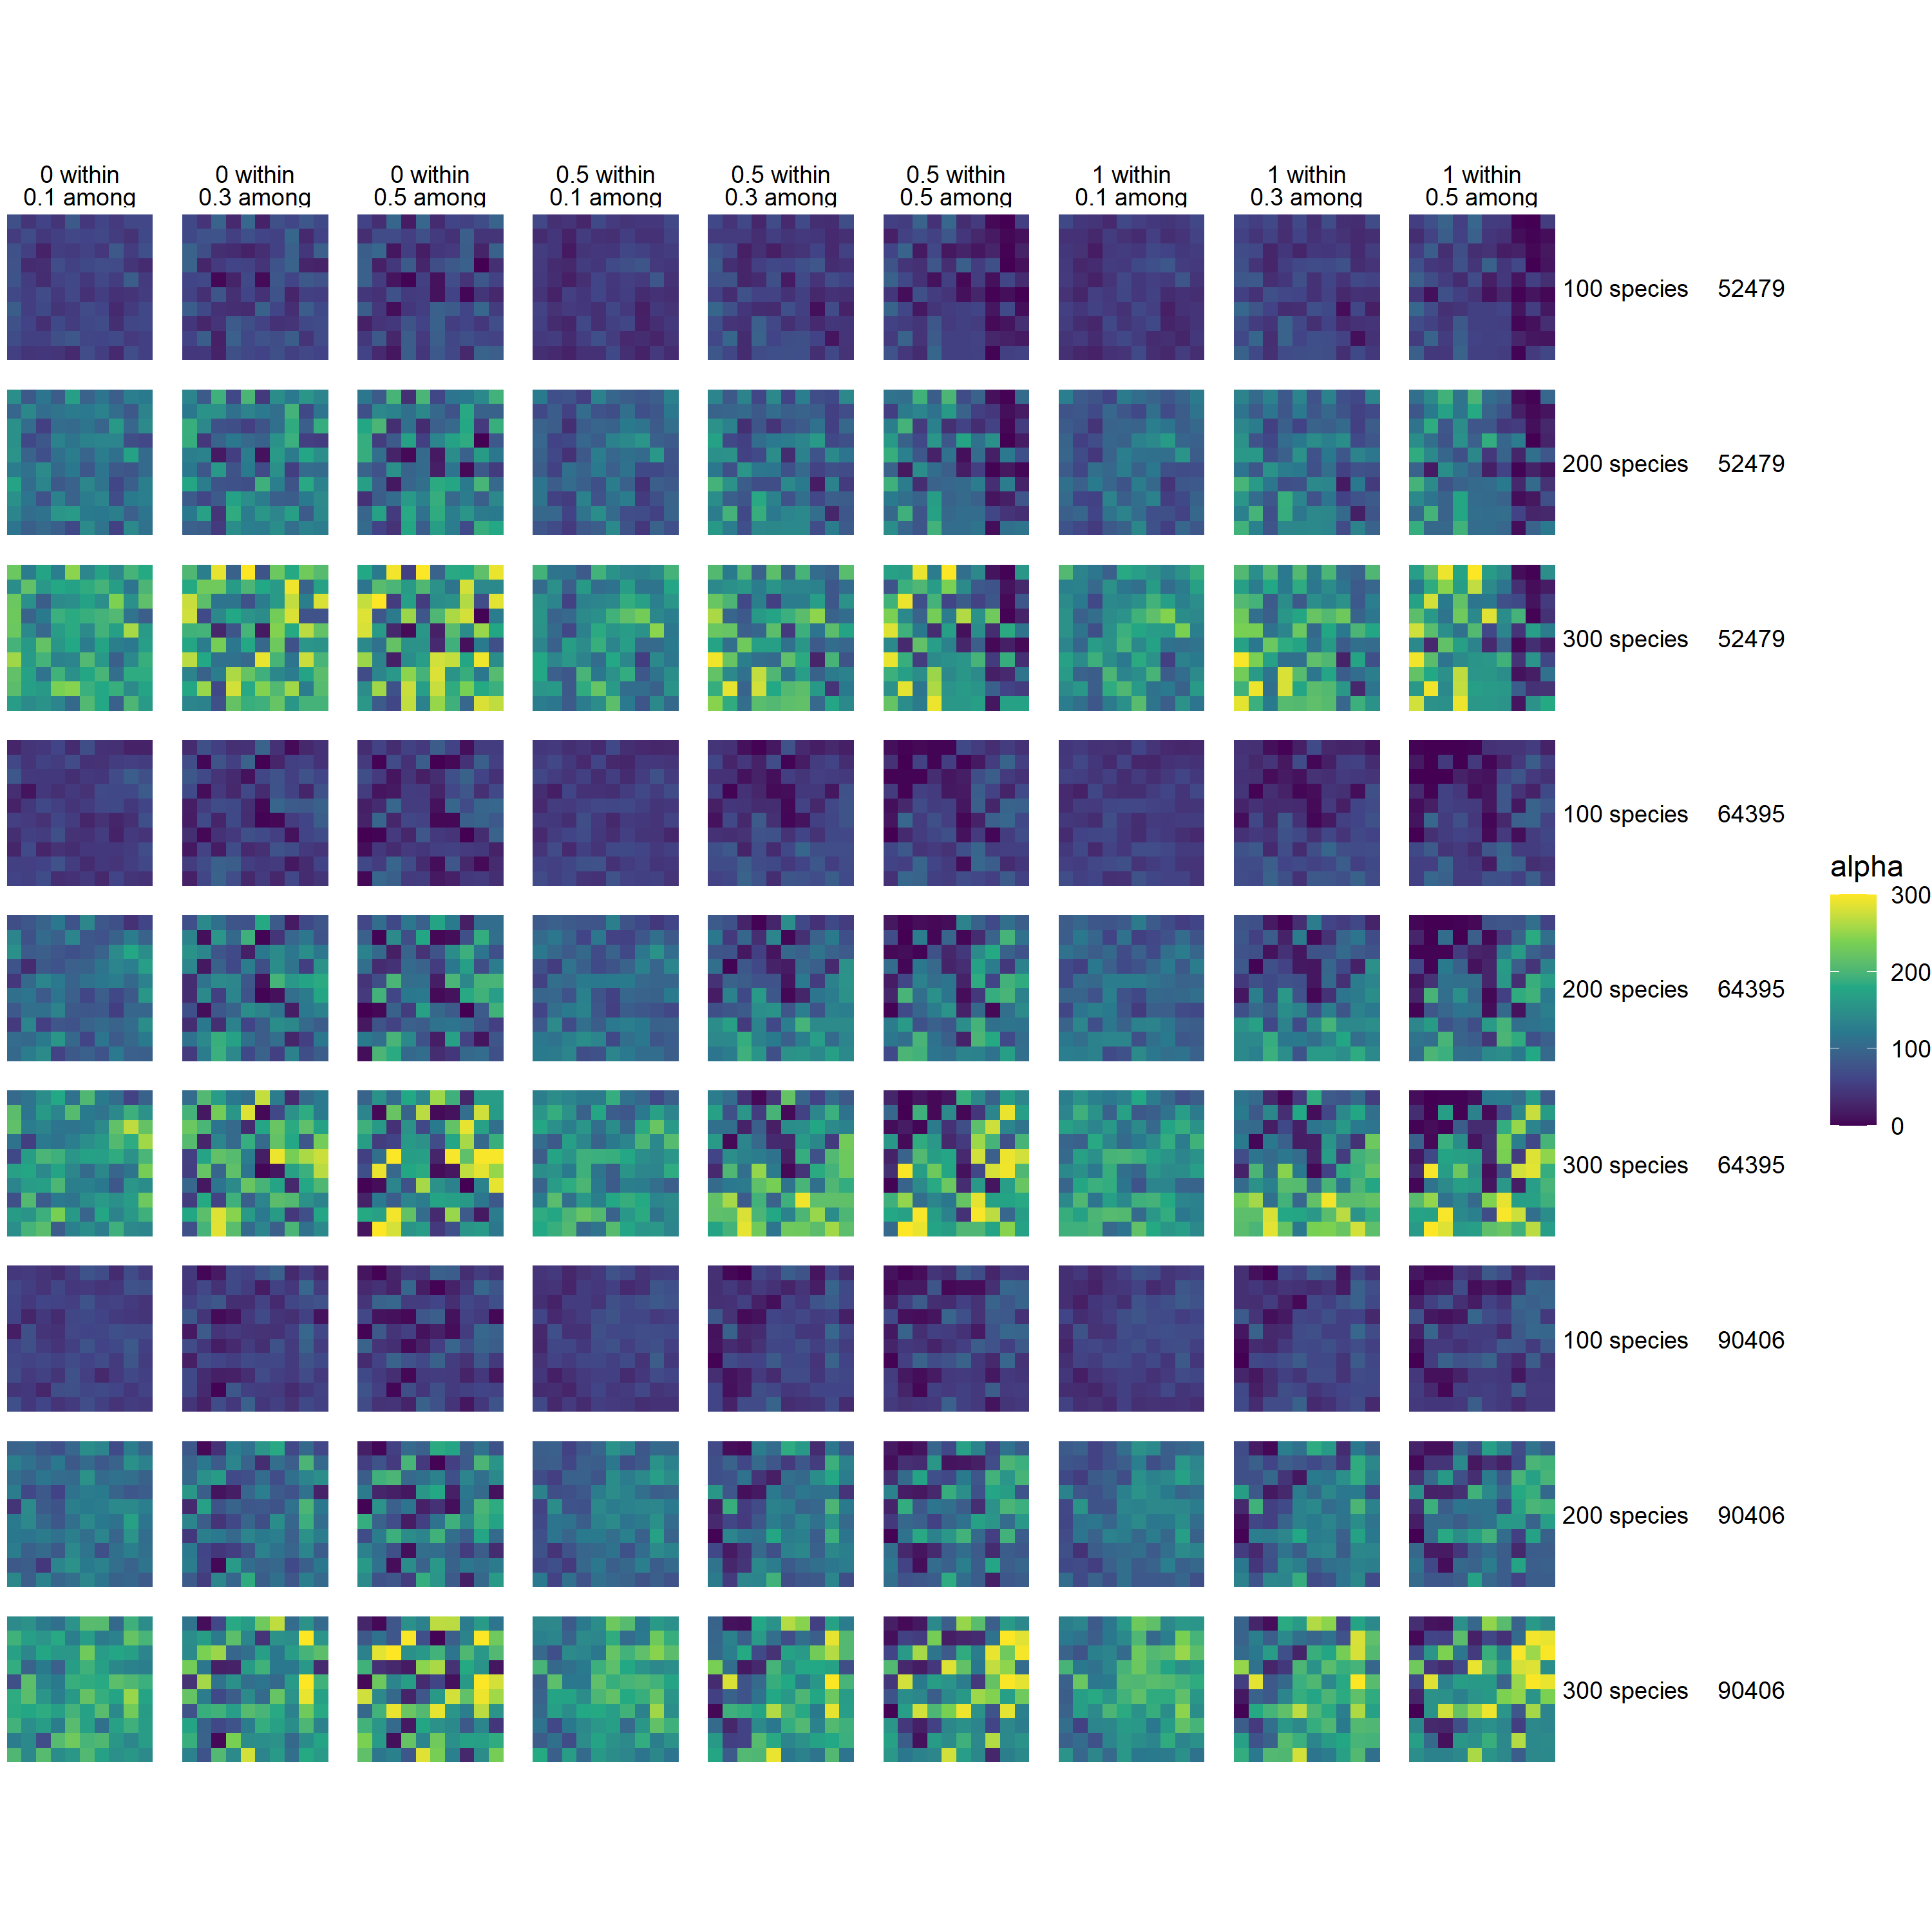 0 within
0.1 among
0 within
0.3 among
0 within
0.5 among
0.5 within
0.1 among
0.5 within
0.3 among
0.5 within
0.5 among
1 within
0.1 among
1 within
0.3 among
1 within
0.5 among
100 species 52479
200 species 52479
300 species 52479
100 species 64395
200 species 64395
300 species 64395
100 species 90406
200 species 90406
300 species 90406
alpha
300
200
100
0